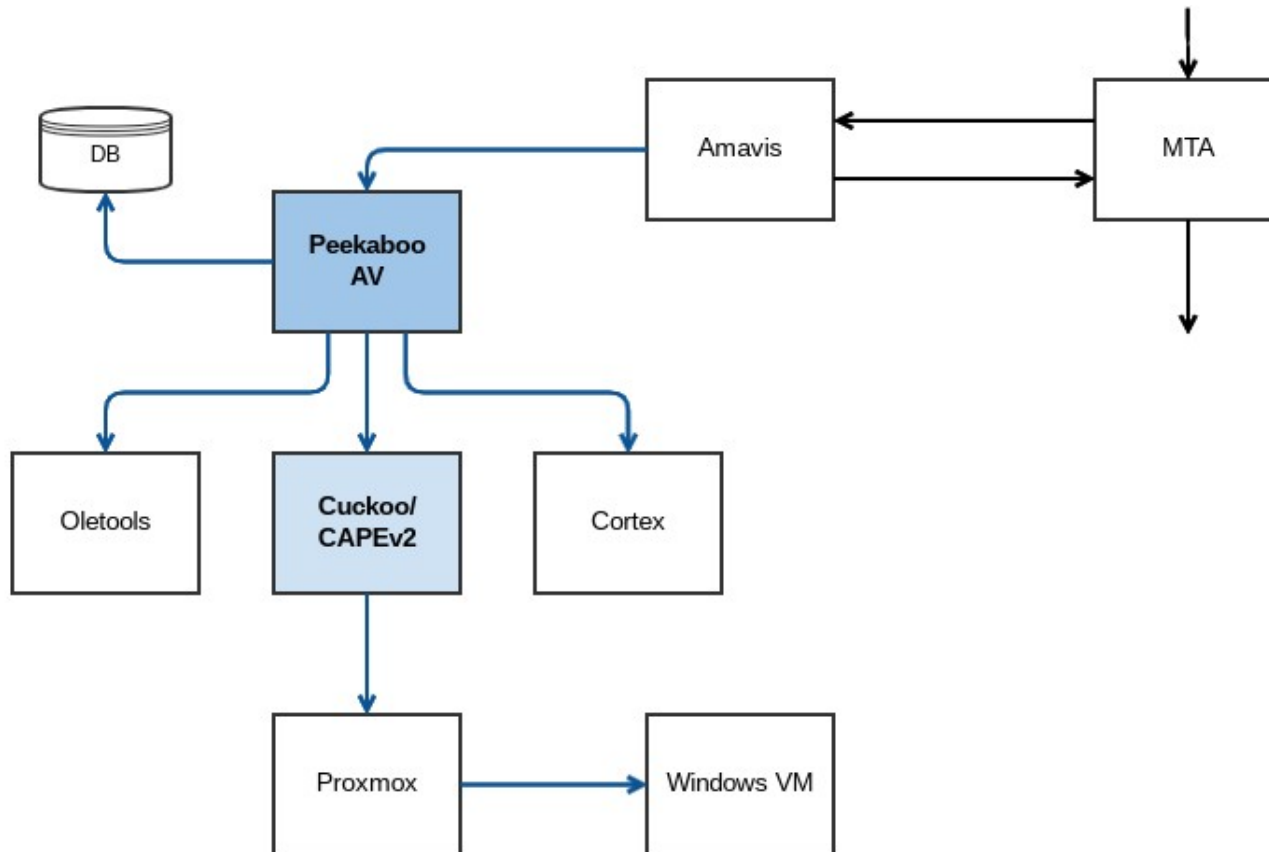 DB
Amavis
MTA
Peekaboo
AV
Oletools
Cuckoo/
CAPEv2
Cortex
Proxmox
Windows VM